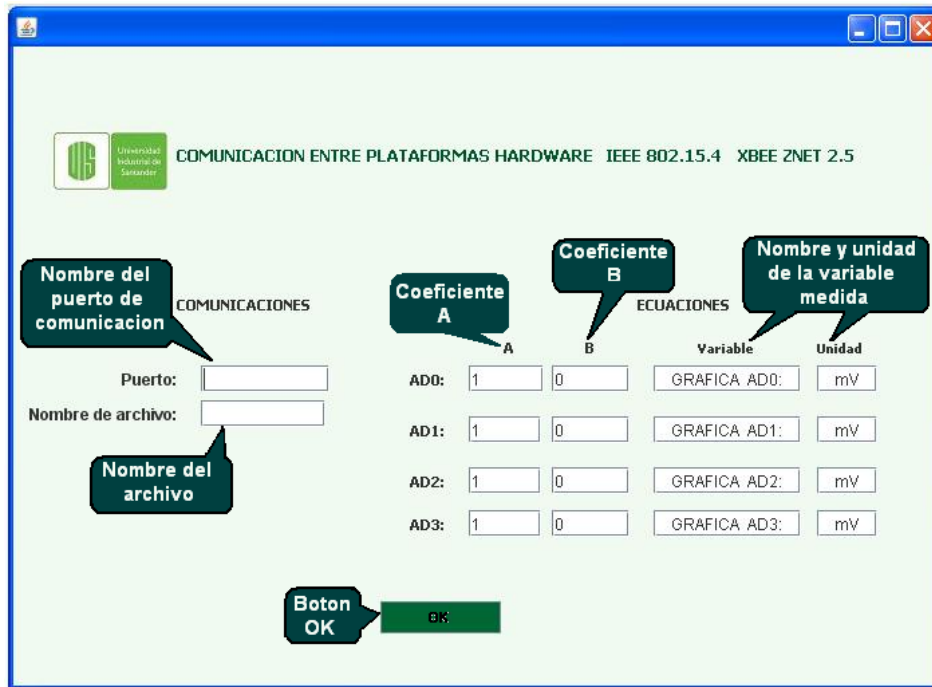 Universidad
Industrial de
Santander
COMUNICACION ENTRE PLATAFORMAS HARDWARE IEEE 802.15.4 XBEE ZNET 2.5
Nombre del
puerto de
comunicacion
COMUNICACIONES
Coeficiente
A
Coeficiente
B
Nombre y unidad
de la variable
medida
ECUACIONES
A B Variable Unidad
Puerto:
Nombre de archivo:
Nombre del
archivo
AD0: 1 0 GRAFICA AD0: mV
AD1: 1 0 GRAFICA AD1: mV
AD2: 1 0 GRAFICA AD2: mV
AD3: 1 0 GRAFICA AD3: mV
Boton
OK
OK